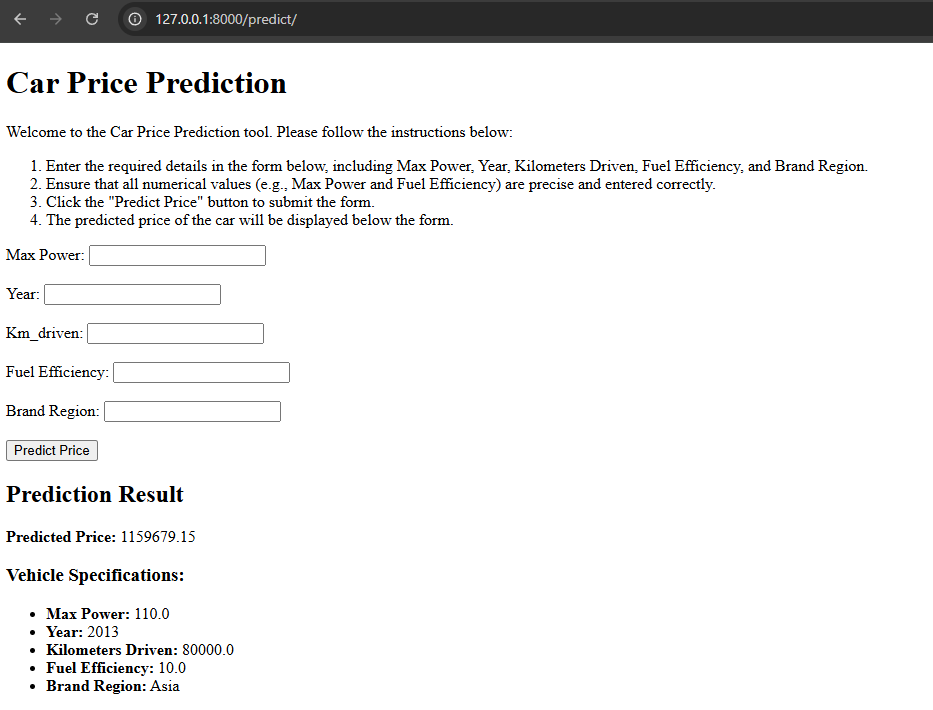 127.0.0.1:8000/predict/
Car Price Prediction
Welcome to the Car Price Prediction tool. Please follow the instructions below:
1. Enter the required details in the form below, including Max Power, Year, Kilometers Driven, Fuel Efficiency, and Brand Region.
2. Ensure that all numerical values (e.g., Max Power and Fuel Efficiency) are precise and entered correctly.
3. Click the "Predict Price" button to submit the form.
4. The predicted price of the car will be displayed below the form.
Max Power:
Year:
Km_driven:
Fuel Efficiency:
Brand Region:
Predict Price
Prediction Result
Predicted Price: 1159679.15
Vehicle Specifications:
• Max Power: 110.0
• Year: 2013
• Kilometers Driven: 80000.0
• Fuel Efficiency: 10.0
• Brand Region: Asia